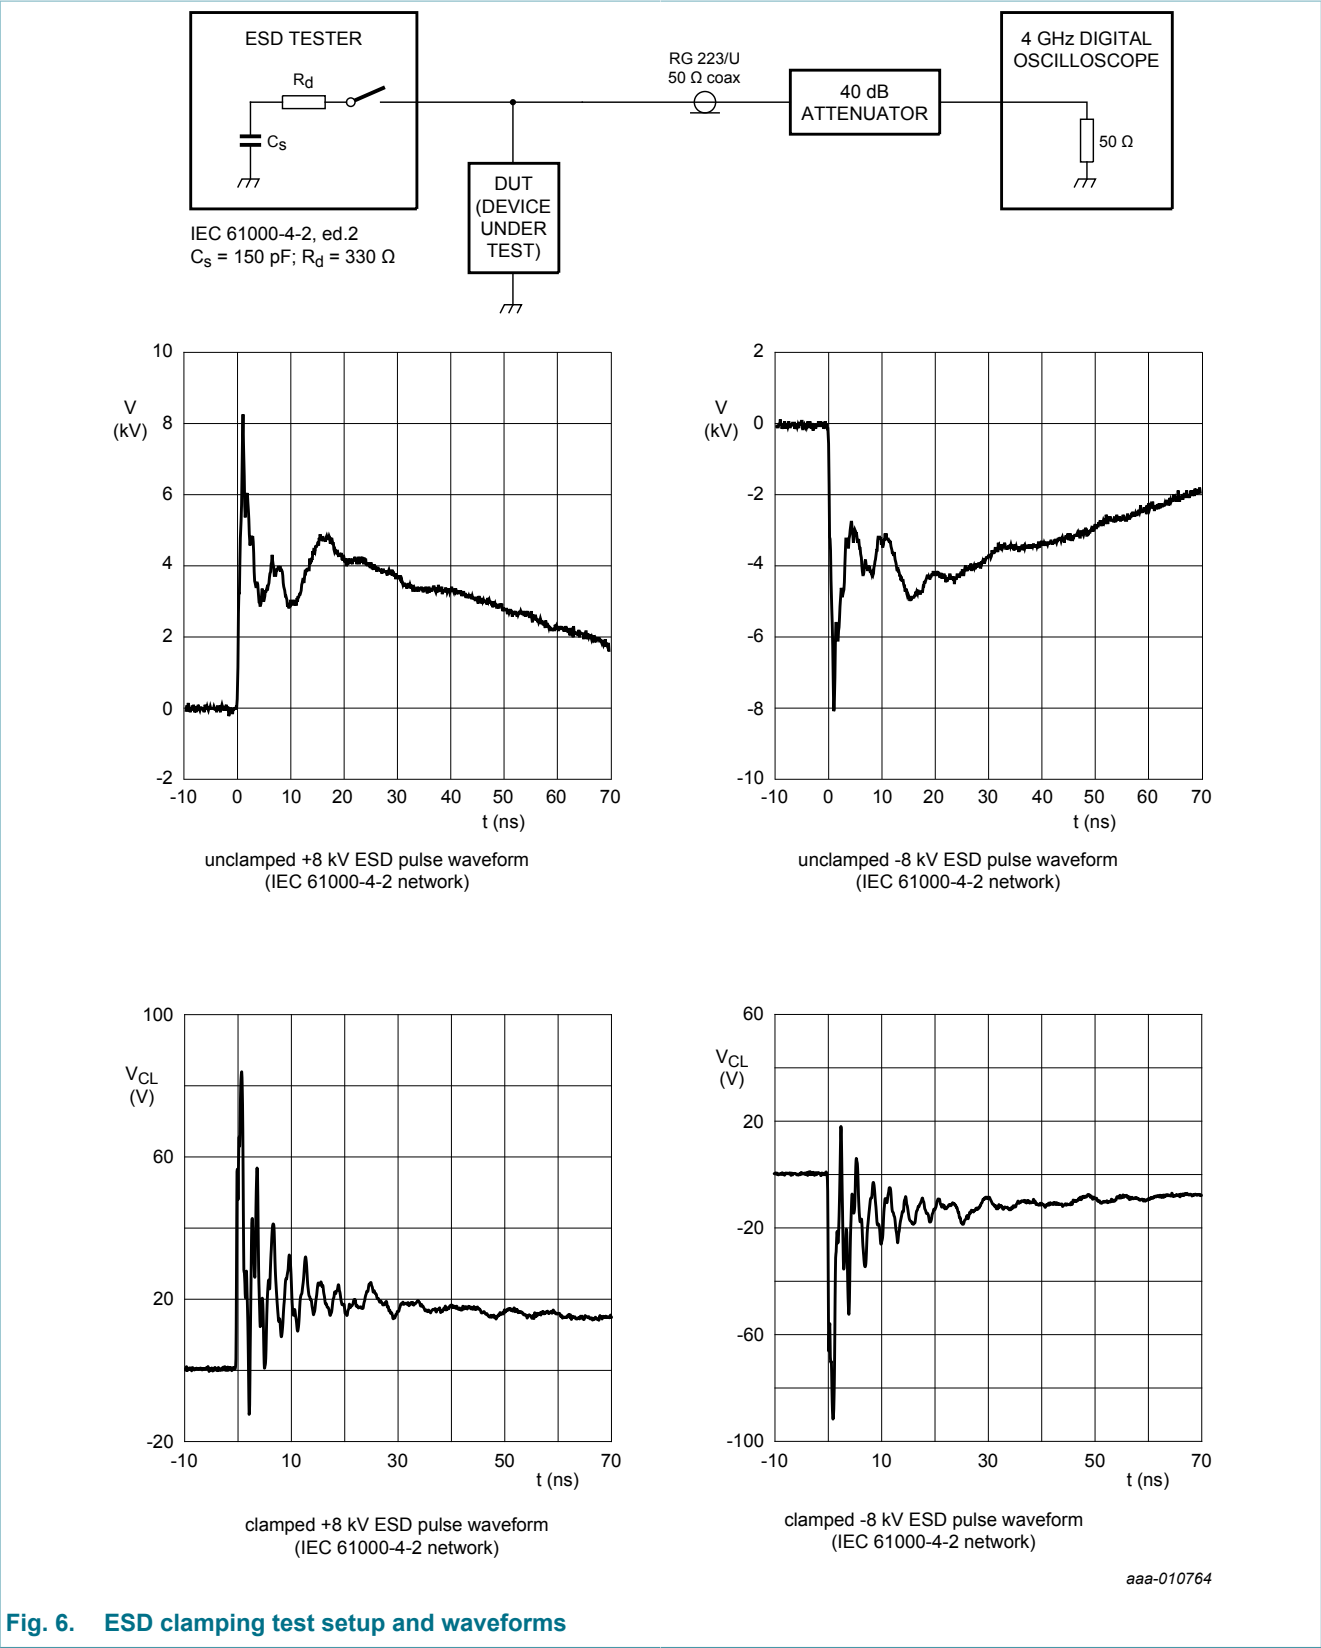 ESD TESTER
Rd
Cs
IEC 61000-4-2, ed.2
Cs = 150 pF; Rd = 330 Ω
DUT
(DEVICE
UNDER
TEST)
RG 223/U
50 Ω coax
40 dB
ATTENUATOR
4 GHz DIGITAL
OSCILLOSCOPE
50 Ω
V
(kV)
10
8
6
4
2
0
-2
-10 0 10 20 30 40 50 60 70
t (ns)
unclamped +8 kV ESD pulse waveform
(IEC 61000-4-2 network)
V
(kV)
2
0
-2
-4
-6
-8
-10
-10 0 10 20 30 40 50 60 70
t (ns)
unclamped -8 kV ESD pulse waveform
(IEC 61000-4-2 network)
VCL
(V)
100
60
20
-20
-10 10 30 50 70
t (ns)
clamped +8 kV ESD pulse waveform
(IEC 61000-4-2 network)
VCL
(V)
60
20
-20
-60
-100
-10 10 30 50 70
t (ns)
clamped -8 kV ESD pulse waveform
(IEC 61000-4-2 network)
aaa-010764
Fig. 6. ESD clamping test setup and waveforms